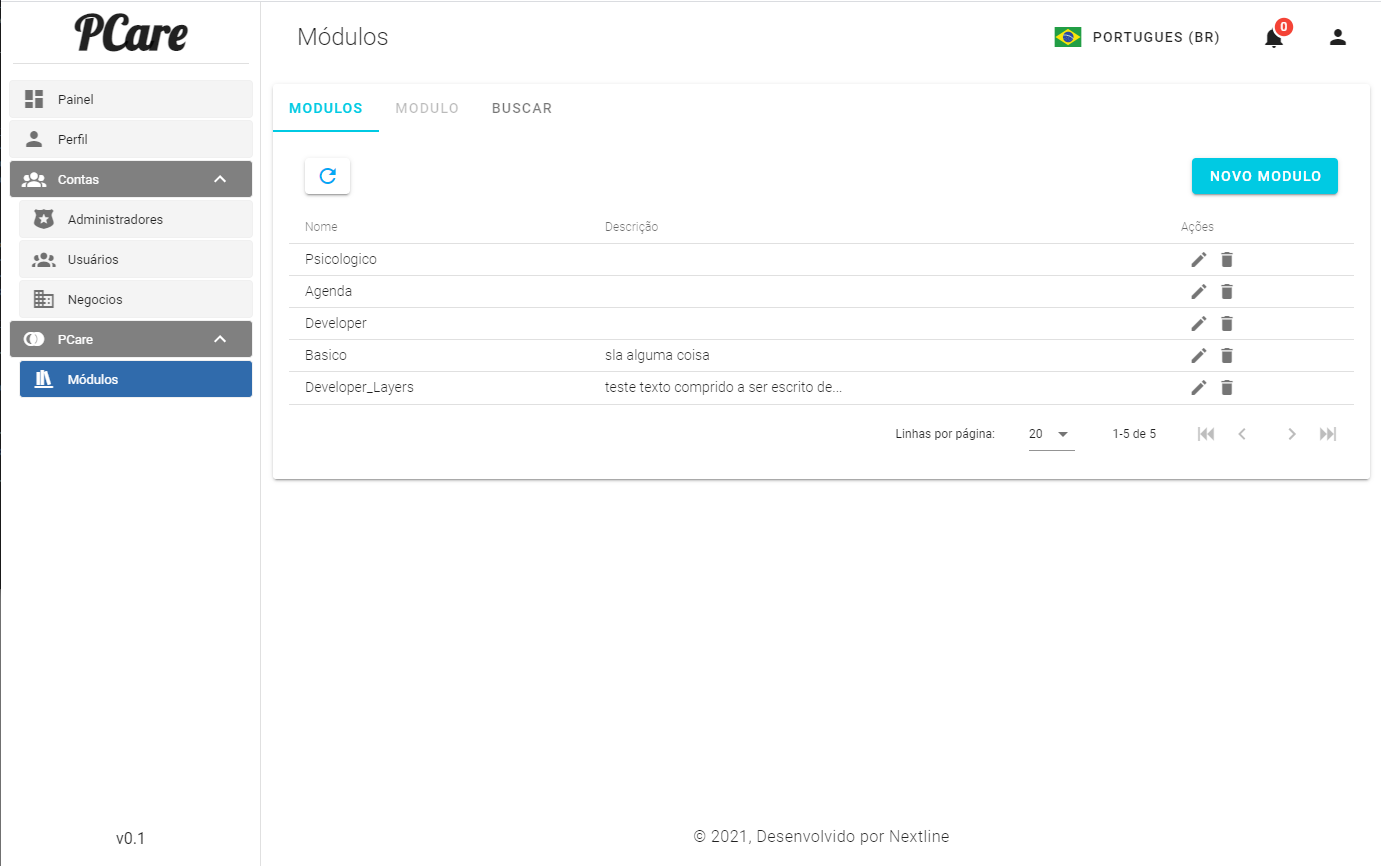 PCare
Módulos
PORTUGUES (BR)
0
Painel
Perfil
Contas
Administradores
Usuários
Negocios
PCare
Módulos
v0.1
MODULOS MODULO BUSCAR
NOVO MODULO
Nome Descrição Ações
Psicologico
Agenda
Developer
Basico sla alguma coisa
Developer_Layers teste texto comprido a ser escrito de...
Linhas por página: 20 1-5 de 5
© 2021, Desenvolvido por Nextline